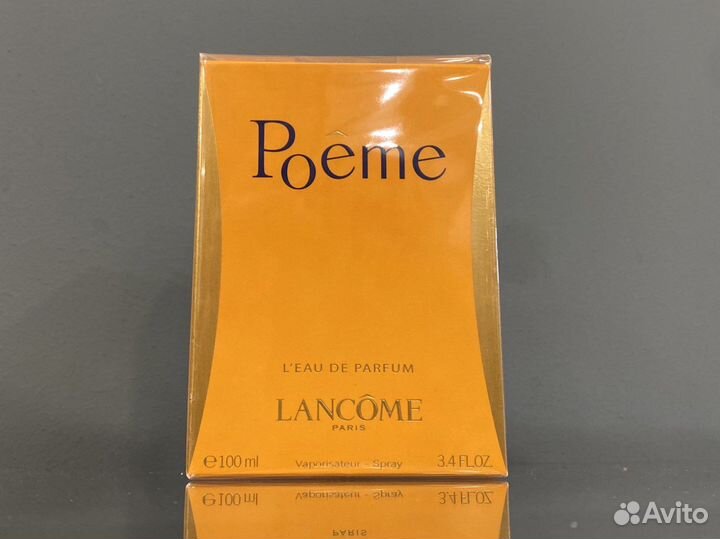 Poême
L'EAU DE PARFUM
LANCÔME
PARIS
℮100 ml Vaporisateur - Spray 3.4 FL.OZ.
Avito